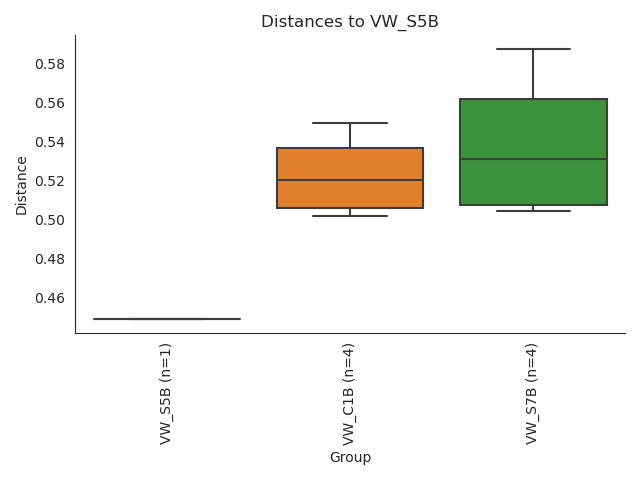 Distances to VW_S5B
Distance
0.58
0.56
0.54
0.52
0.50
0.48
0.46
VW_S5B (n=1)
VW_C1B (n=4)
VW_S7B (n=4)
Group